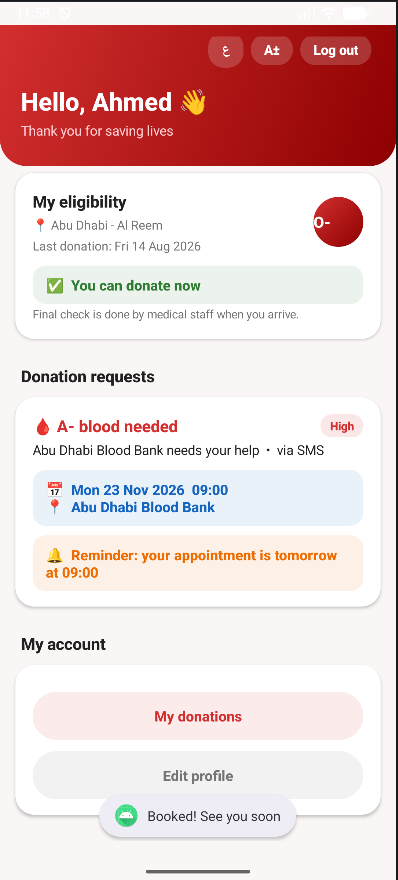 11:58
ع
A±
Log out
Hello, Ahmed 👋
Thank you for saving lives
My eligibility
📍 Abu Dhabi - Al Reem
Last donation: Fri 14 Aug 2026
O-
✅ You can donate now
Final check is done by medical staff when you arrive.
Donation requests
🩸 A- blood needed
High
Abu Dhabi Blood Bank needs your help • via SMS
📅 Mon 23 Nov 2026 09:00
📍 Abu Dhabi Blood Bank
🔔 Reminder: your appointment is tomorrow
at 09:00
My account
My donations
Edit profile
Booked! See you soon